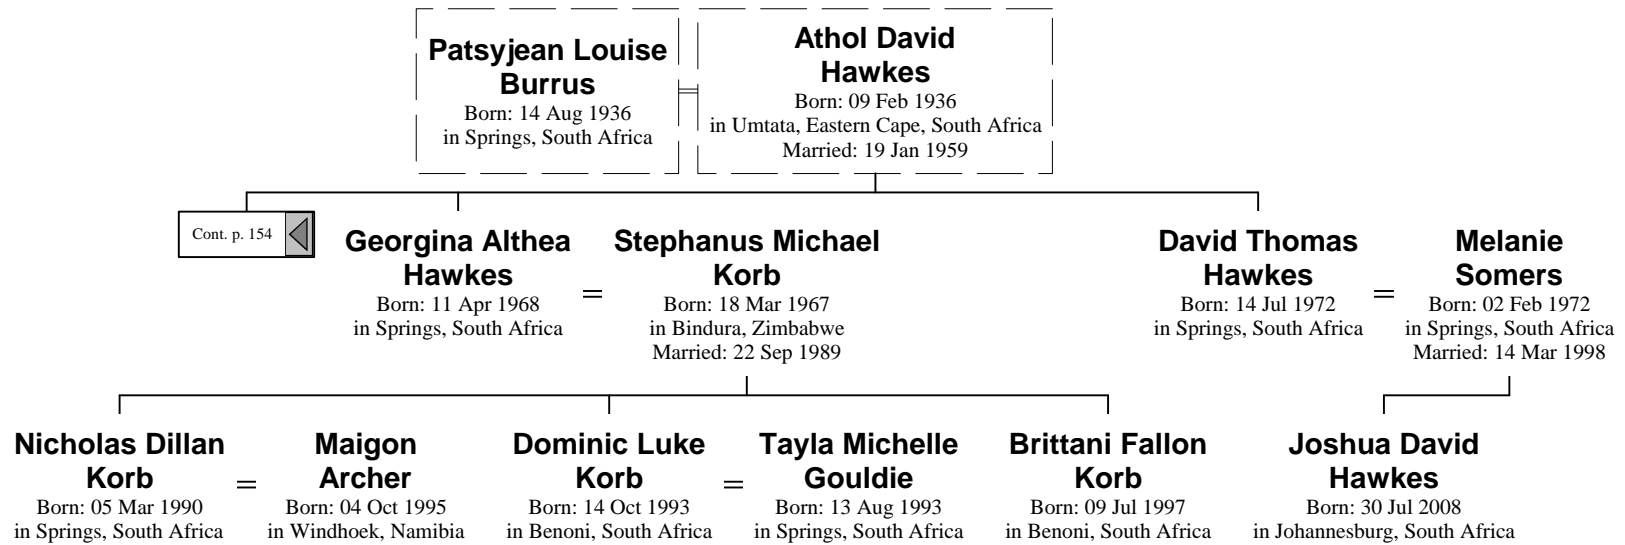 Patsyjean Louise
Burrus
Born: 14 Aug 1936
in Springs, South Africa
Athol David
Hawkes
Born: 09 Feb 1936
in Umtata, Eastern Cape, South Africa
Married: 19 Jan 1959
Cont. p. 154
Georgina Althea
Hawkes
Born: 11 Apr 1968
in Springs, South Africa
=
Stephanus Michael
Korb
Born: 18 Mar 1967
in Bindura, Zimbabwe
Married: 22 Sep 1989
David Thomas
Hawkes
Born: 14 Jul 1972
in Springs, South Africa
=
Melanie
Somers
Born: 02 Feb 1972
in Springs, South Africa
Married: 14 Mar 1998
Nicholas Dillan
Korb
Born: 05 Mar 1990
in Springs, South Africa
=
Maigon
Archer
Born: 04 Oct 1995
in Windhoek, Namibia
Dominic Luke
Korb
Born: 14 Oct 1993
in Benoni, South Africa
=
Tayla Michelle
Gouldie
Born: 13 Aug 1993
in Springs, South Africa
Brittani Fallon
Korb
Born: 09 Jul 1997
in Benoni, South Africa
Joshua David
Hawkes
Born: 30 Jul 2008
in Johannesburg, South Africa